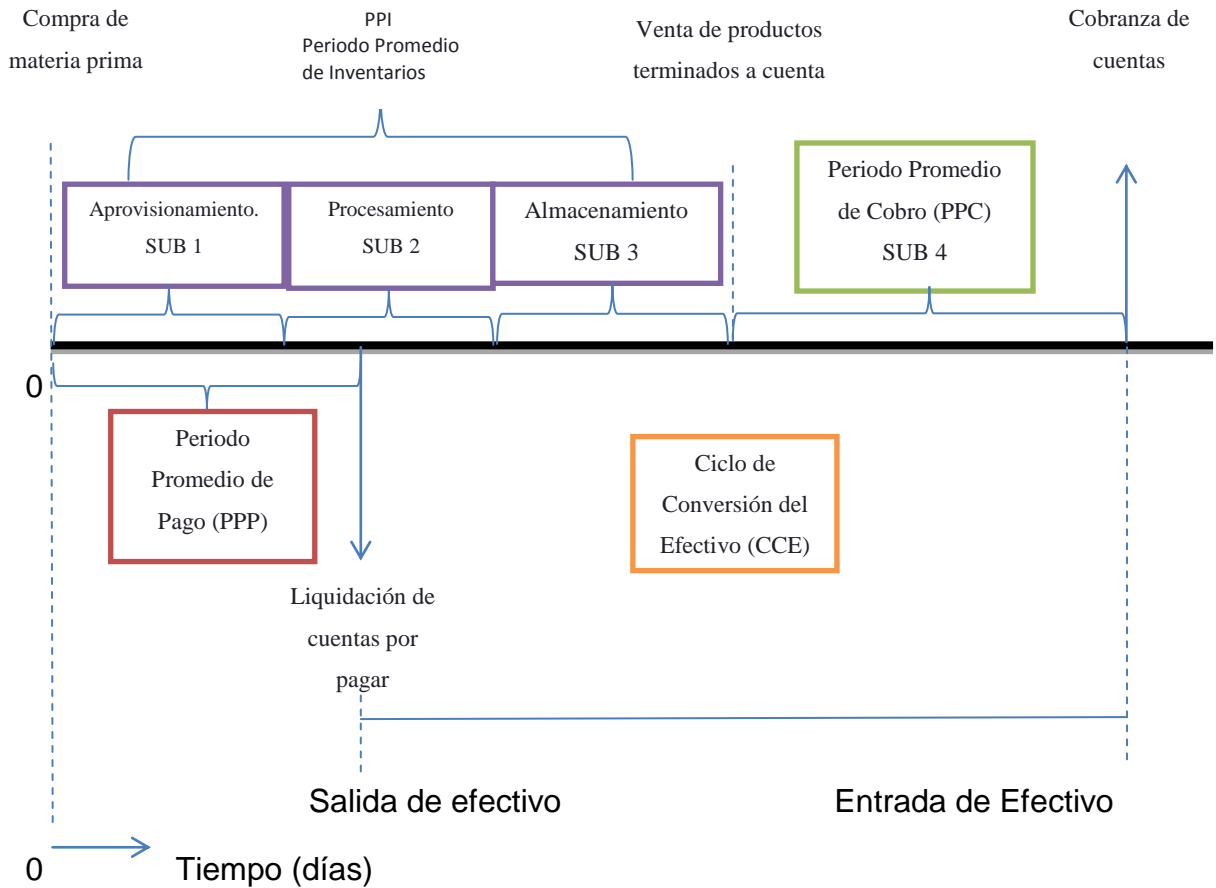 Compra de
materia prima
PPI
Periodo Promedio
de Inventarios
Venta de productos
terminados a cuenta
Cobranza de
cuentas
Aprovisionamiento.
SUB 1
Procesamiento
SUB 2
Almacenamiento
SUB 3
Periodo Promedio
de Cobro (PPC)
SUB 4
0
Periodo
Promedio de
Pago (PPP)
Ciclo de
Conversión del
Efectivo (CCE)
Liquidación de
cuentas por
pagar
Salida de efectivo
Entrada de Efectivo
0
Tiempo (días)